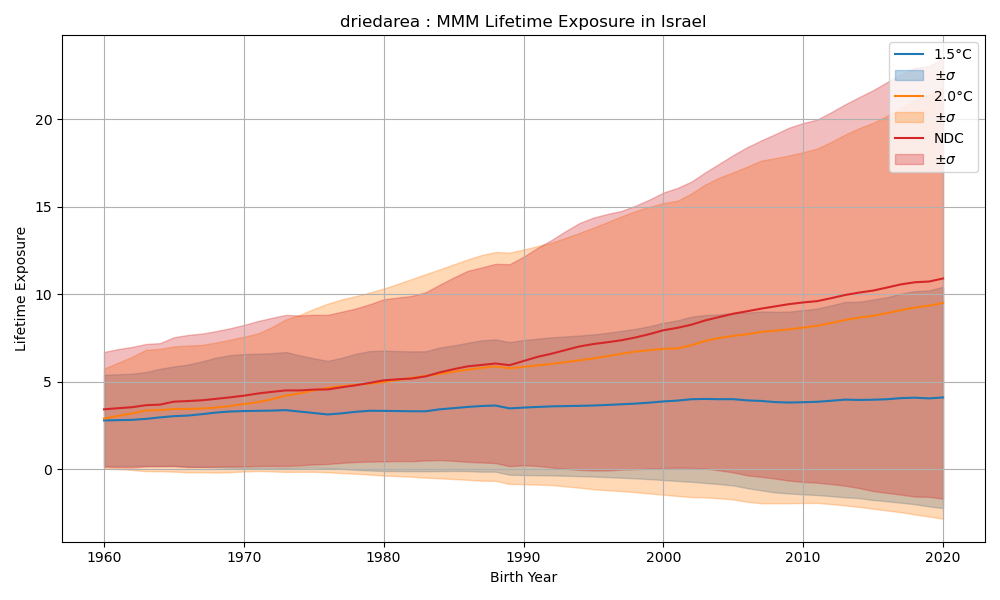 driedarea : MMM Lifetime Exposure in Israel
1.5°C
±σ
2.0°C
±σ
NDC
±σ
Lifetime Exposure
20
15
10
5
0
1960 1970 1980 1990 2000 2010 2020
Birth Year